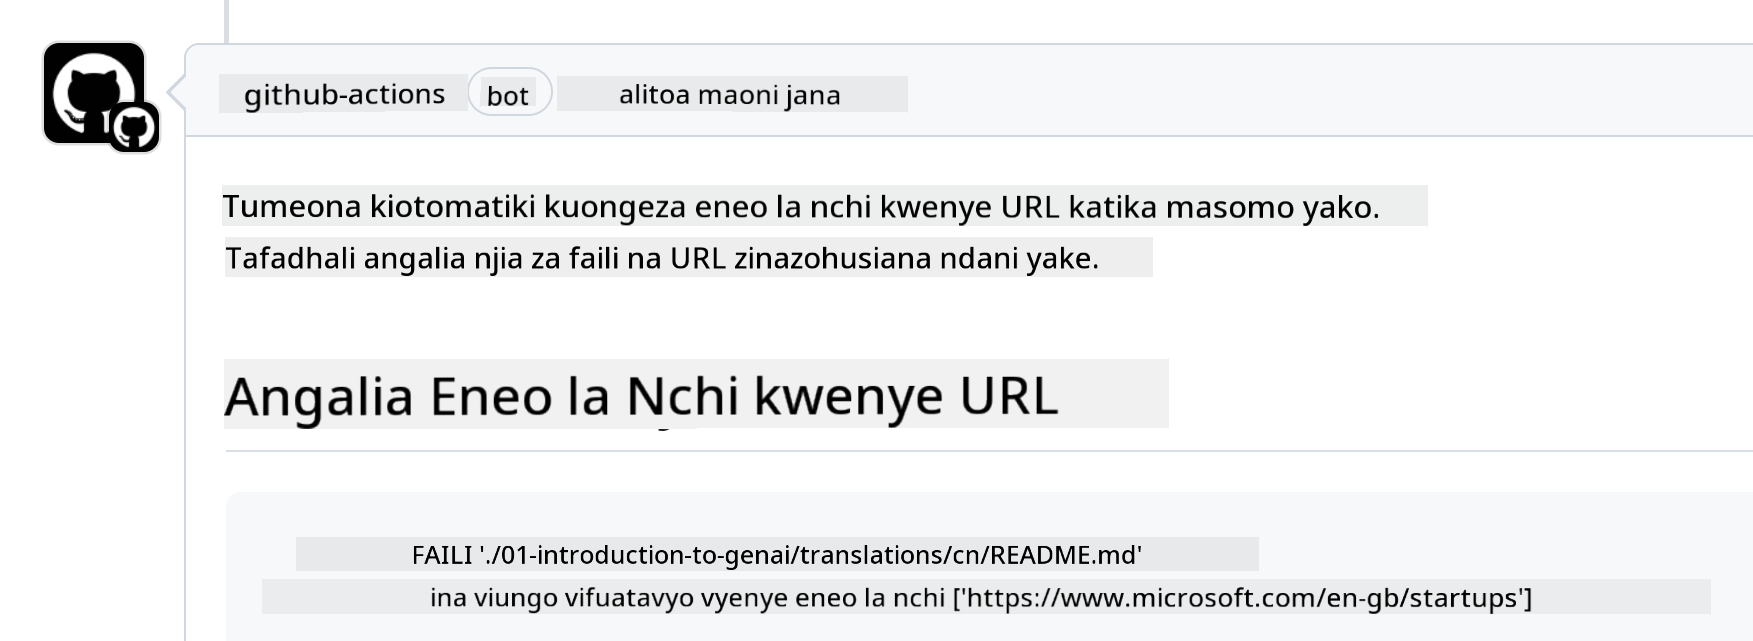 github-actions bot alitoa maoni jana
Tumeona kiotomatiki kuongeza eneo la nchi kwenye URL katika masomo yako.
Tafadhali angalia njia za faili na URL zinazohusiana ndani yake.
Angalia Eneo la Nchi kwenye URL
FAILI './01-introduction-to-genai/translations/cn/README.md'
ina viungo vifuatavyo vyenye eneo la nchi ['https://www.microsoft.com/en-gb/startups']